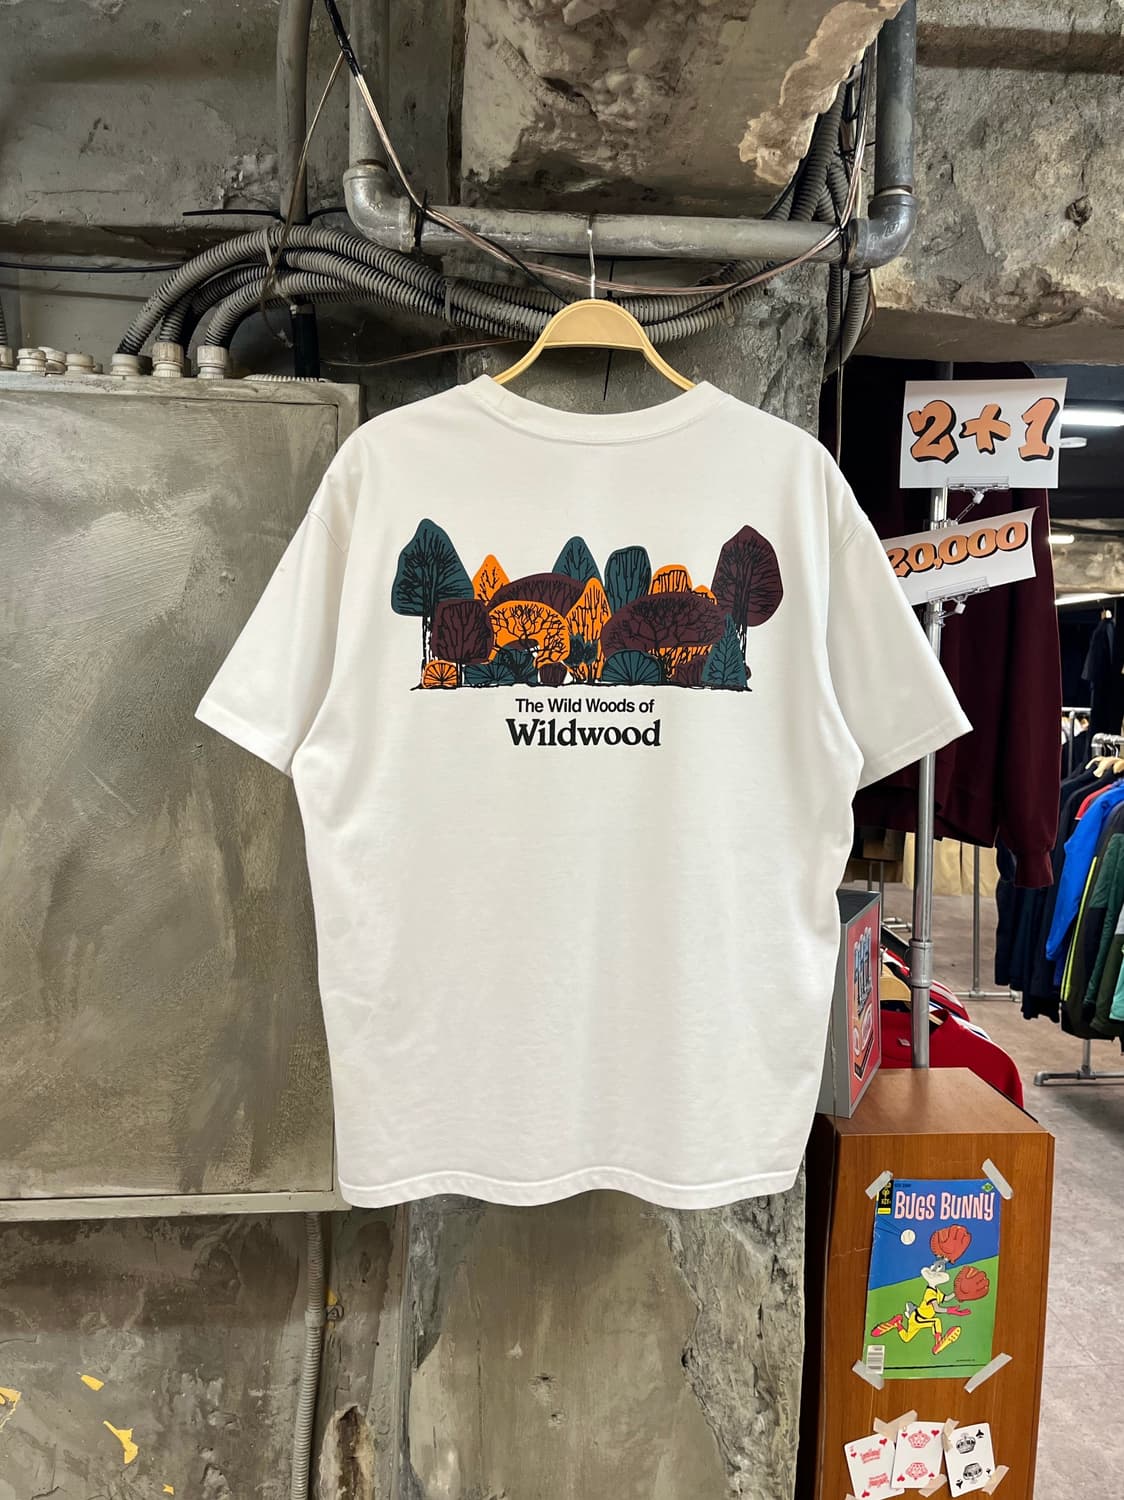 2+1
20,000
The Wild Woods of
Wildwood
BUGS BUNNY